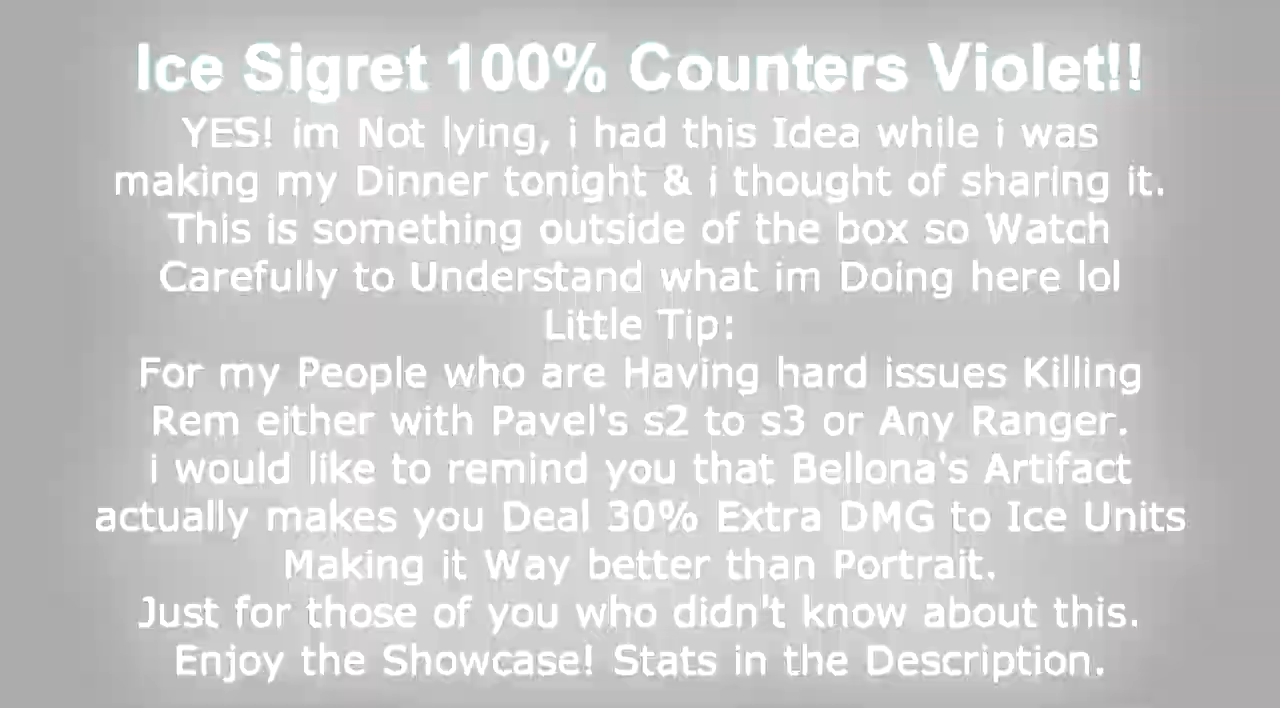 Ice Sigret 100% Counters Violet!!
YES! im Not lying, i had this Idea while i was
making my Dinner tonight & i thought of sharing it.
This is something outside of the box so Watch
Carefully to Understand what im Doing here lol
Little Tip:
For my People who are Having hard issues Killing
Rem either with Pavel's s2 to s3 or Any Ranger.
i would like to remind you that Bellona's Artifact
actually makes you Deal 30% Extra DMG to Ice Units
Making it Way better than Portrait.
Just for those of you who didn't know about this.
Enjoy the Showcase! Stats in the Description.